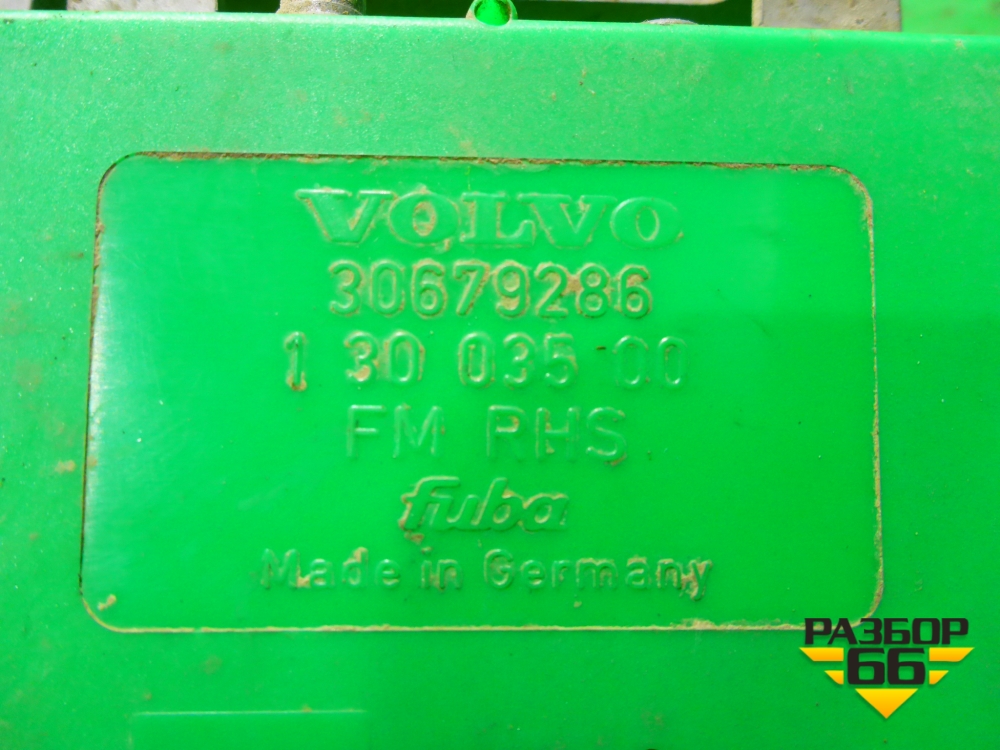 VOLVO
30679286
1 30 035 00
FM RHS
fuba
Made in Germany
РАЗБОР
66